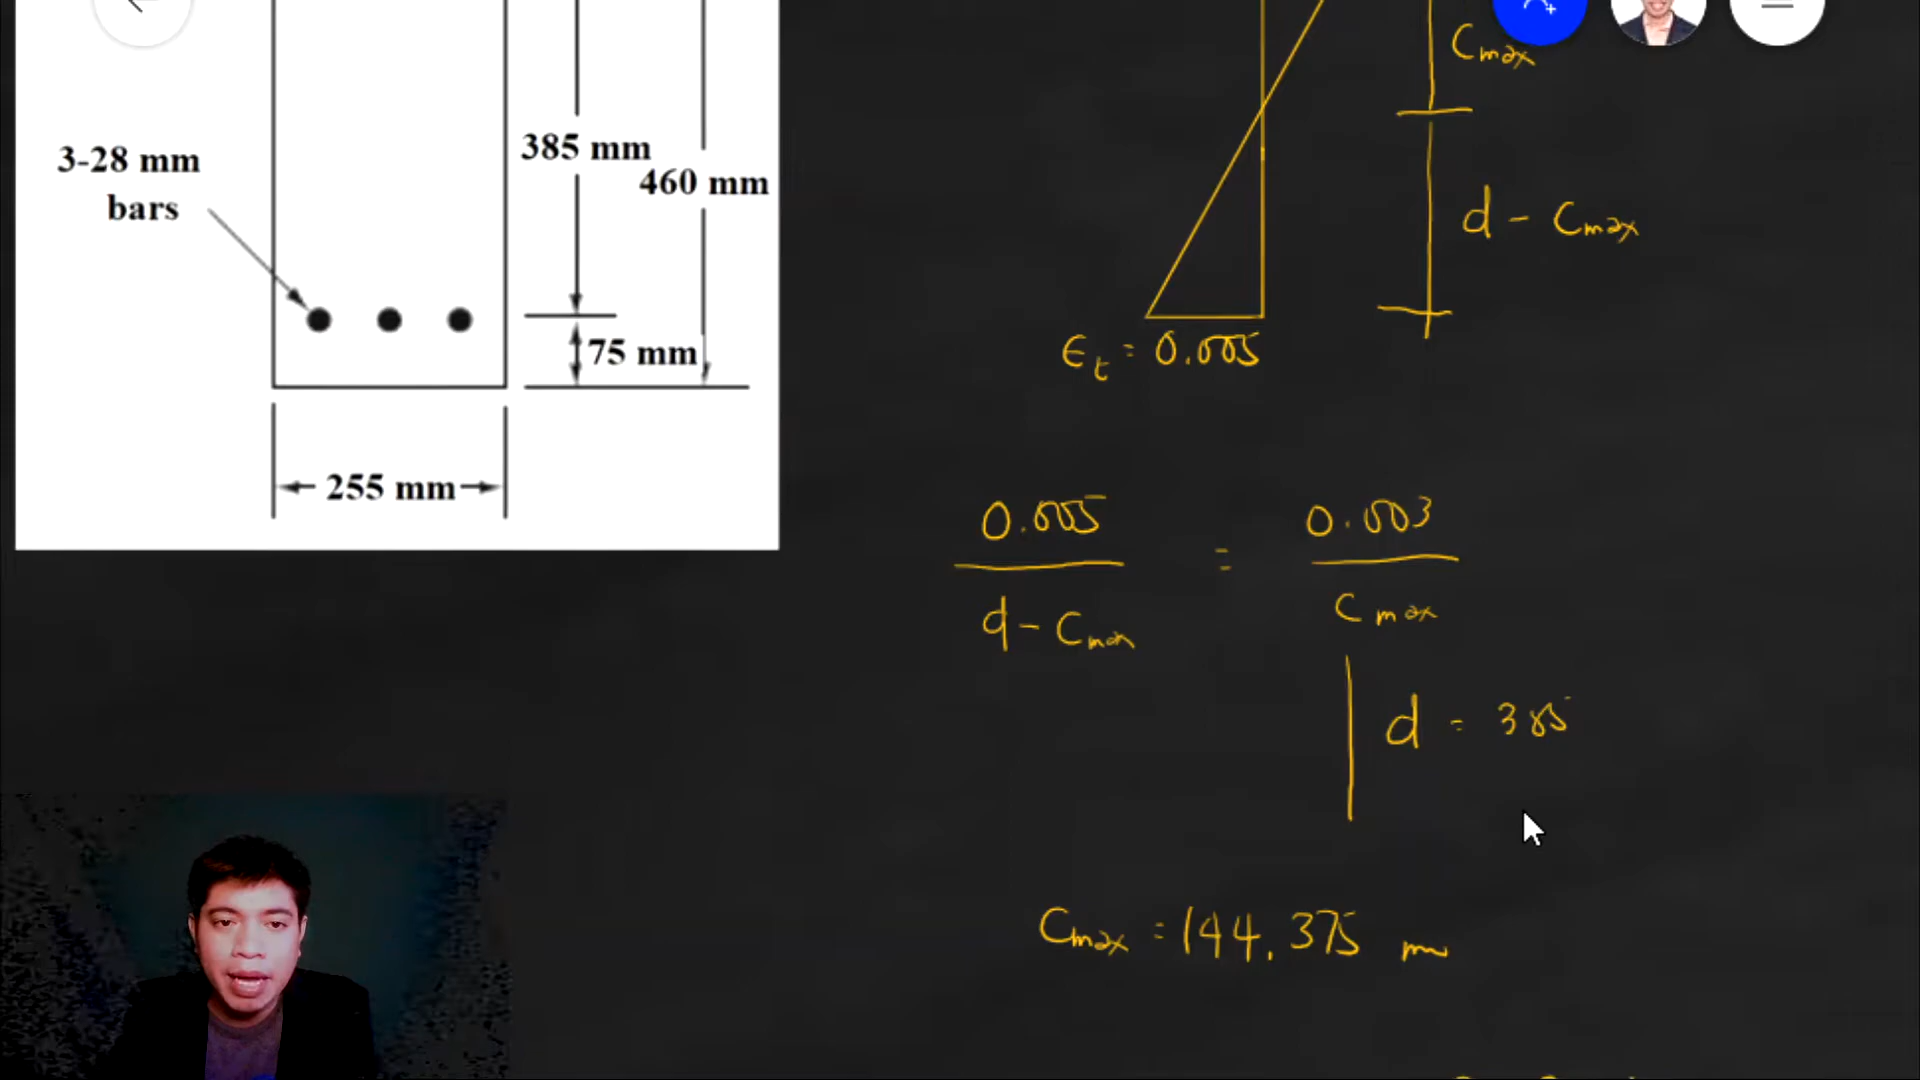 3-28 mm
bars
385 mm
460 mm
75 mm
255 mm
Cmax
d - Cmax
Єt = 0.005
0.005 = 0.003
d - Cmax Cmax
d = 385
Cmax = 144.375 mm